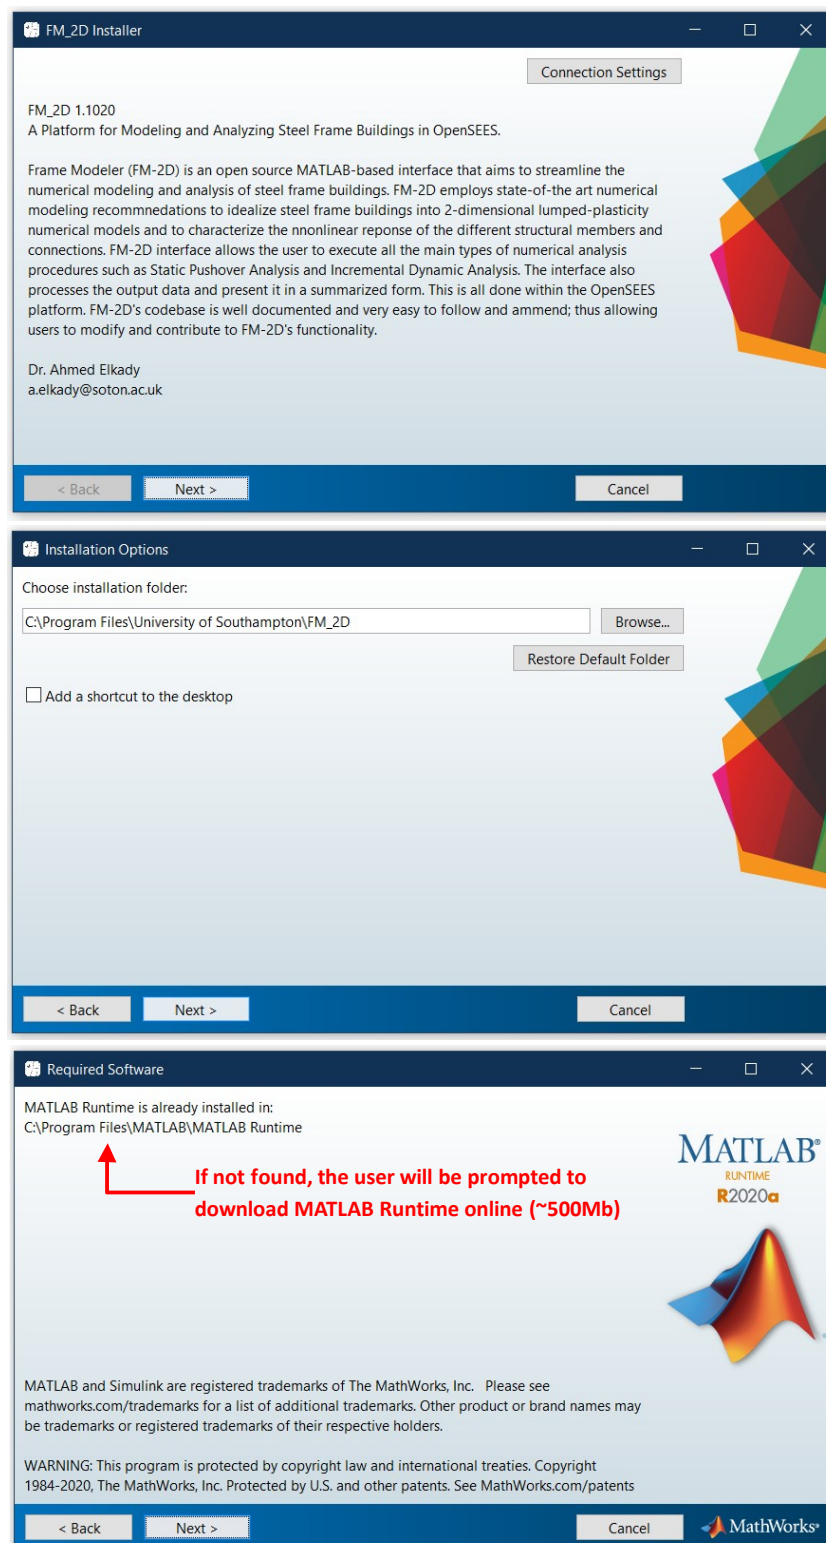 FM_2D Installer
Connection Settings
FM_2D 1.1020
A Platform for Modeling and Analyzing Steel Frame Buildings in OpenSEES.
Frame Modeler (FM-2D) is an open source MATLAB-based interface that aims to streamline the
numerical modeling and analysis of steel frame buildings. FM-2D employs state-of-the art numerical
modeling recommnedations to idealize steel frame buildings into 2-dimensional lumped-plasticity
numerical models and to characterize the nnonlinear reponse of the different structural members and
connections. FM-2D interface allows the user to execute all the main types of numerical analysis
procedures such as Static Pushover Analysis and Incremental Dynamic Analysis. The interface also
processes the output data and present it in a summarized form. This is all done within the OpenSEES
platform. FM-2D's codebase is well documented and very easy to follow and ammend; thus allowing
users to modify and contribute to FM-2D's functionality.
Dr. Ahmed Elkady
a.elkady@soton.ac.uk
< Back Next > Cancel
Installation Options
Choose installation folder:
C:\Program Files\University of Southampton\FM_2D Browse...
Restore Default Folder
Add a shortcut to the desktop
< Back Next > Cancel
Required Software
MATLAB Runtime is already installed in:
C:\Program Files\MATLAB\MATLAB Runtime
If not found, the user will be prompted to
download MATLAB Runtime online (~500Mb)
MATLAB®
RUNTIME
R2020a
MATLAB and Simulink are registered trademarks of The MathWorks, Inc. Please see
mathworks.com/trademarks for a list of additional trademarks. Other product or brand names may
be trademarks or registered trademarks of their respective holders.
WARNING: This program is protected by copyright law and international treaties. Copyright
1984-2020, The MathWorks, Inc. Protected by U.S. and other patents. See MathWorks.com/patents
< Back Next > Cancel MathWorks®